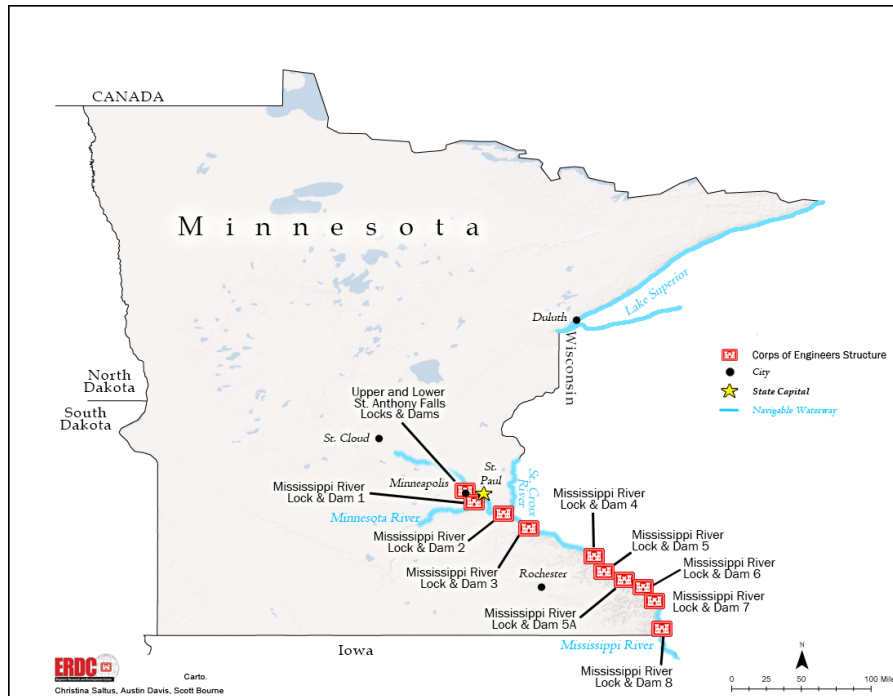 CANADA
Minnesota
Lake Superior
Duluth
Wisconsin
North
Dakota
South
Dakota
Corps of Engineers Structure
City
State Capital
Navigable Waterway
Upper and Lower
St. Anthony Falls
Locks & Dams
St. Cloud
Minneapolis
St.
Paul
St. Croix
River
Mississippi River
Lock & Dam 1
Minnesota River
Mississippi River
Lock & Dam 2
Mississippi River
Lock & Dam 3
Mississippi River
Lock & Dam 4
Mississippi River
Lock & Dam 5
Mississippi River
Lock & Dam 6
Mississippi River
Lock & Dam 7
Rochester
Mississippi River
Lock & Dam 5A
Iowa
Mississippi River
Mississippi River
Lock & Dam 8
ERDC
Carto.
Christina Saltus, Austin Davis, Scott Bourne
N
0 25 50 100 Miles